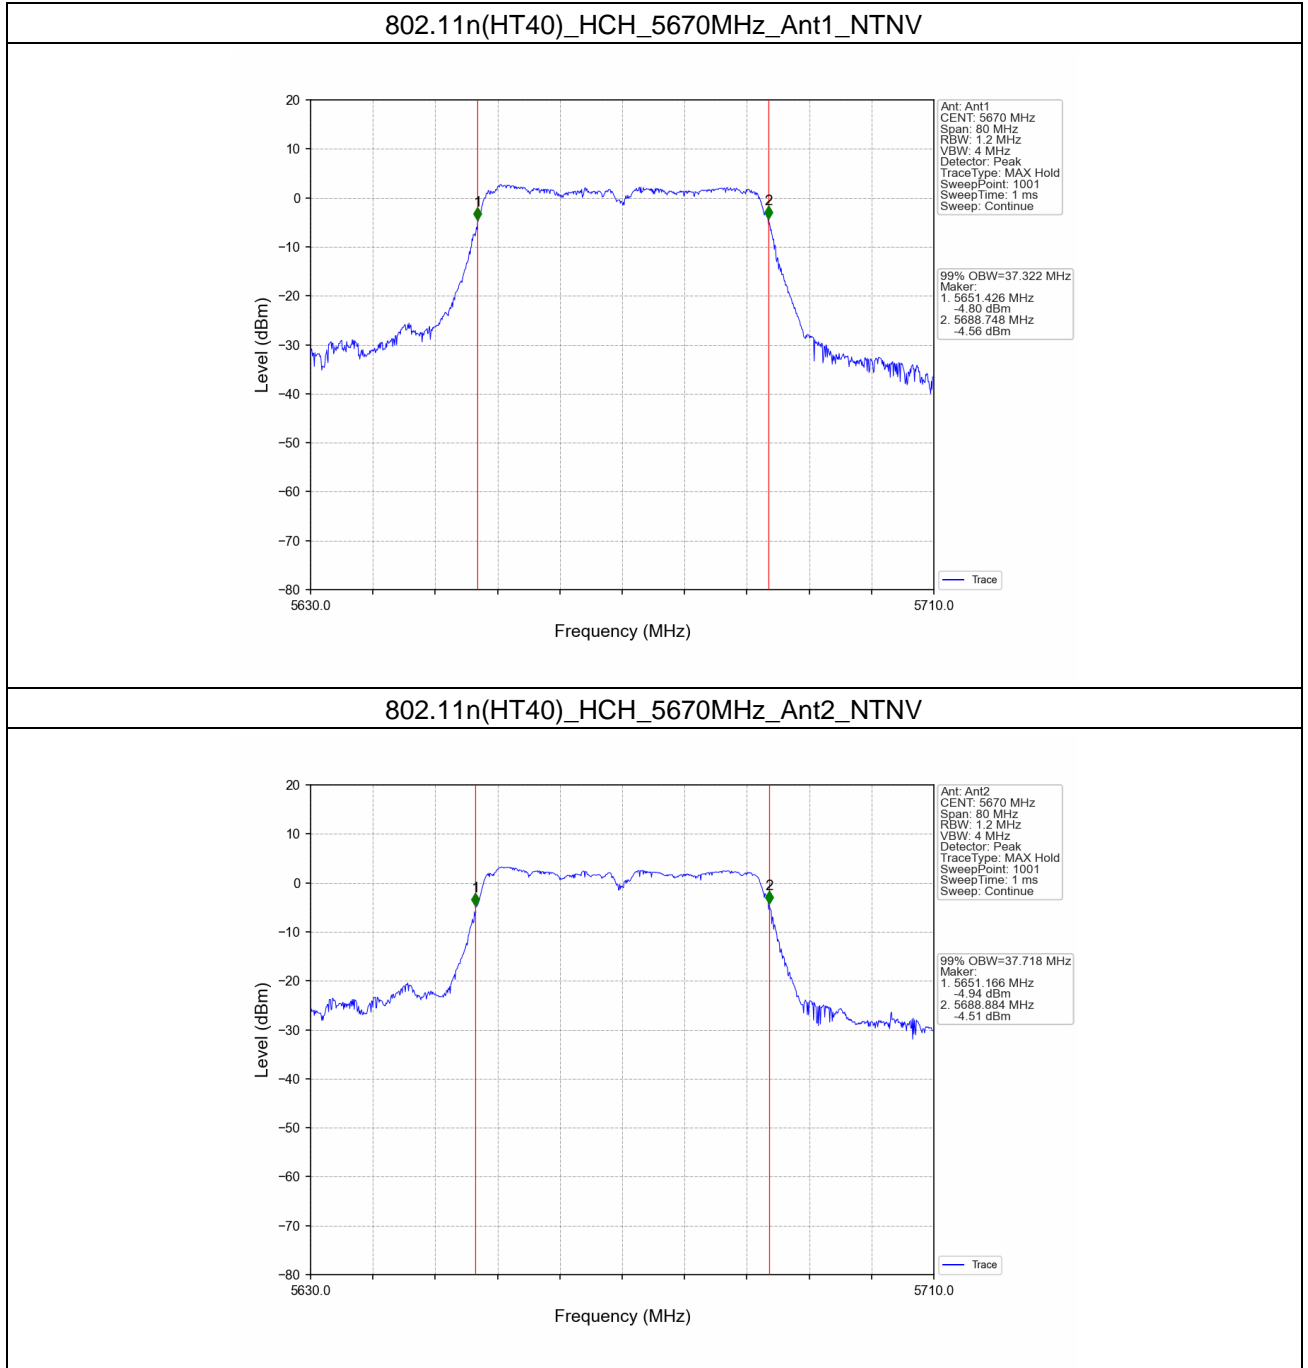 802.11n(HT40)_HCH_5670MHz_Ant1_NTNV
20
10
0
−10
−20
−30
−40
−50
−60
−70
−80
Level (dBm)
5630.0
5710.0
Frequency (MHz)
1
2
Ant: Ant1
CENT: 5670 MHz
Span: 80 MHz
RBW: 1.2 MHz
VBW: 4 MHz
Detector: Peak
TraceType: MAX Hold
SweepPoint: 1001
SweepTime: 1 ms
Sweep: Continue
99% OBW=37.322 MHz
Maker:
1. 5651.426 MHz
-4.80 dBm
2. 5688.748 MHz
-4.56 dBm
Trace
802.11n(HT40)_HCH_5670MHz_Ant2_NTNV
20
10
0
−10
−20
−30
−40
−50
−60
−70
−80
Level (dBm)
5630.0
5710.0
Frequency (MHz)
1
2
Ant: Ant2
CENT: 5670 MHz
Span: 80 MHz
RBW: 1.2 MHz
VBW: 4 MHz
Detector: Peak
TraceType: MAX Hold
SweepPoint: 1001
SweepTime: 1 ms
Sweep: Continue
99% OBW=37.718 MHz
Maker:
1. 5651.166 MHz
-4.94 dBm
2. 5688.884 MHz
-4.51 dBm
Trace